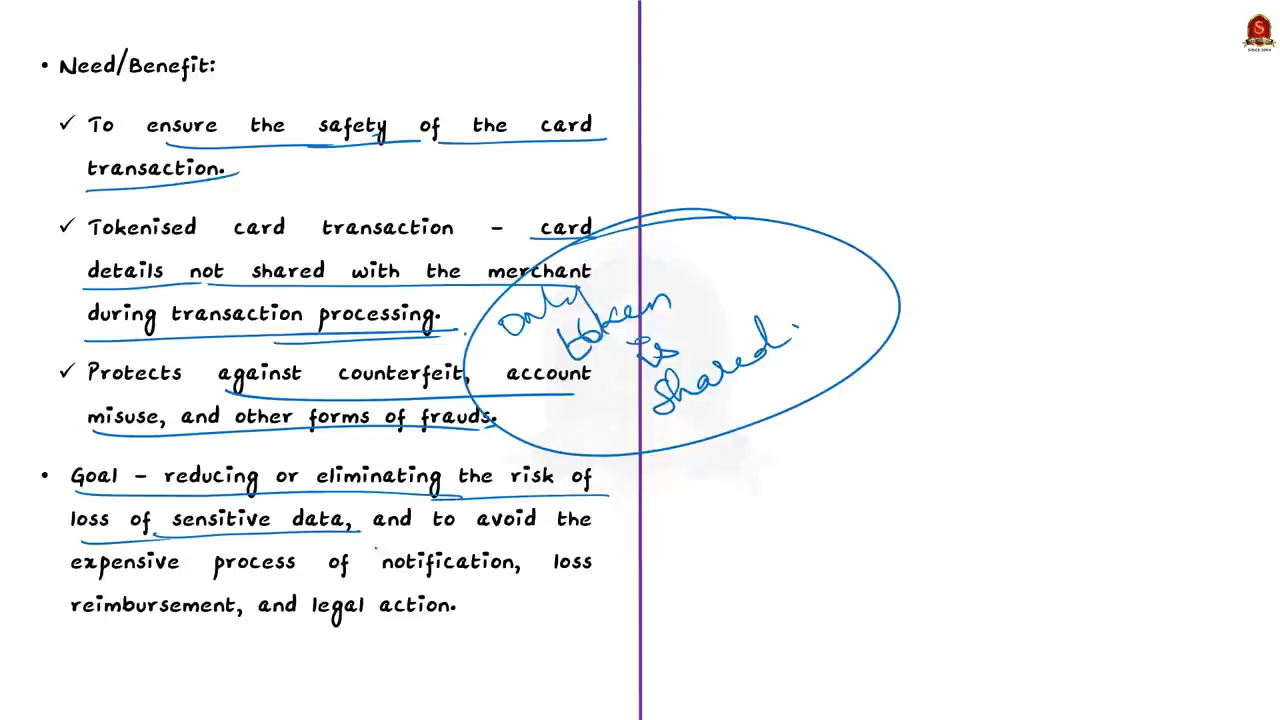 • Need/Benefit:
✓ To ensure the safety of the card
transaction.
✓ Tokenised card transaction – card
details not shared with the merchant
during transaction processing.
only
token
is
shared.
✓ Protects against counterfeit, account
misuse, and other forms of frauds.
• Goal – reducing or eliminating the risk of
loss of sensitive data, and to avoid the
expensive process of notification, loss
reimbursement, and legal action.
S
SINCE 2004